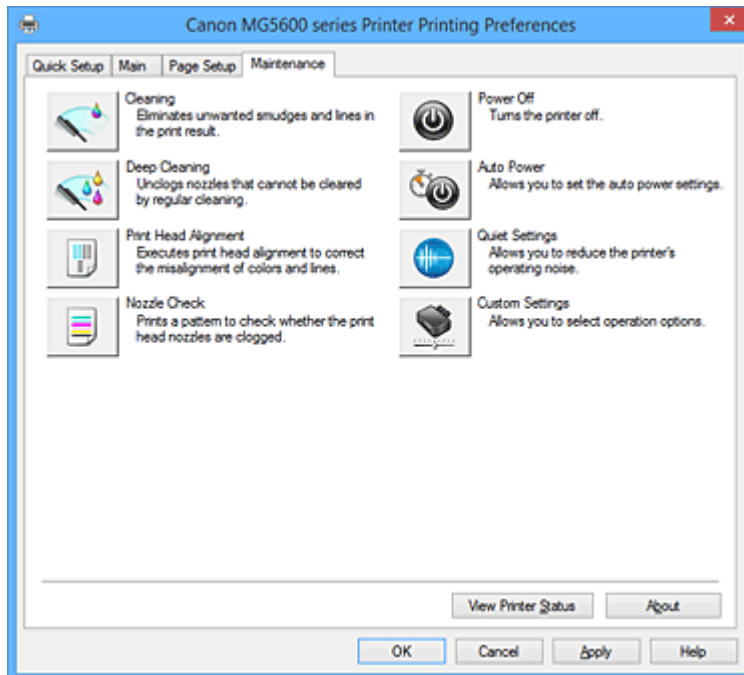 Canon MG5600 series Printer Printing Preferences
Quick Setup
Main
Page Setup
Maintenance
Cleaning
Eliminates unwanted smudges and lines in
the print result.
Deep Cleaning
Unclogs nozzles that cannot be cleared
by regular cleaning.
Print Head Alignment
Executes print head alignment to correct
the misalignment of colors and lines.
Nozzle Check
Prints a pattern to check whether the print
head nozzles are clogged.
Power Off
Turns the printer off.
Auto Power
Allows you to set the auto power settings.
Quiet Settings
Allows you to reduce the printer's
operating noise.
Custom Settings
Allows you to select operation options.
View Printer Status
About
OK
Cancel
Apply
Help